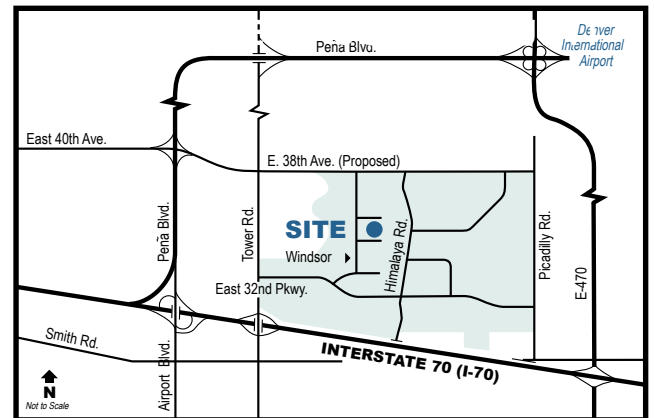 Peña Blvd.
Denver
International
Airport
East 40th Ave.
E. 38th Ave. (Proposed)
Peña Blvd.
Tower Rd.
SITE
Windsor
Himalaya Rd.
Picadilly Rd.
E-470
East 32nd Pkwy.
Smith Rd.
Airport Blvd.
INTERSTATE 70 (I-70)
N
Not to Scale